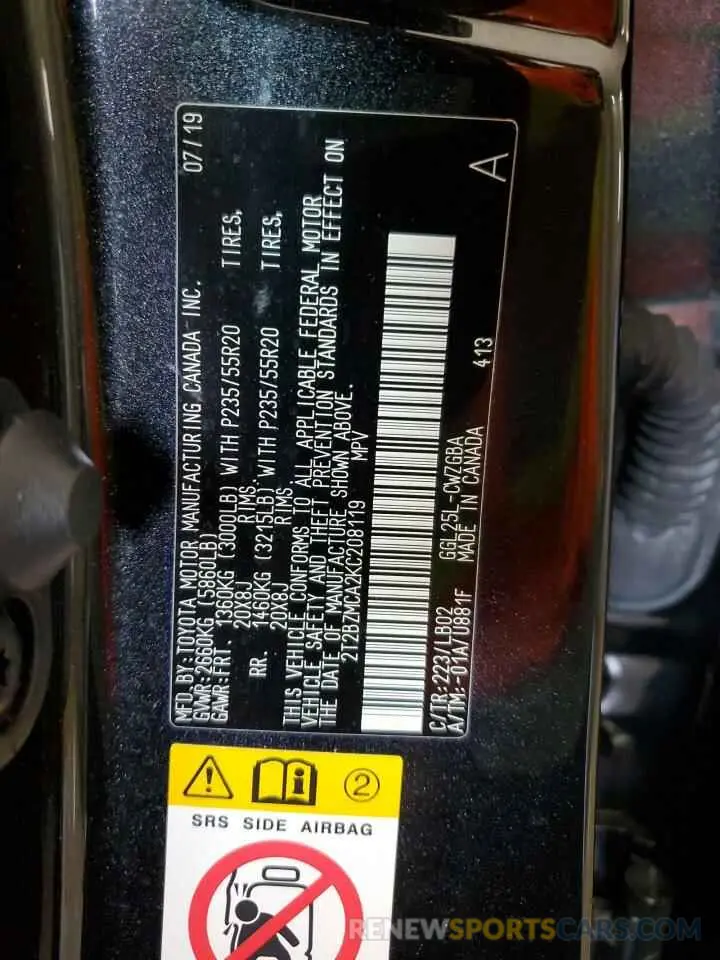 MFD. BY: TOYOTA MOTOR MANUFACTURING CANADA INC. 07/19
GVWR: 2660KG (5860LB)
GAWR: FRT 1360KG (3000LB) WITH P235/55R20 TIRES,
20X8J RIMS,
RR. 1460KG (3245LB) WITH P235/55R20 TIRES,
20X8J RIMS.
THIS VEHICLE CONFORMS TO ALL APPLICABLE FEDERAL MOTOR
VEHICLE SAFETY AND THEFT PREVENTION STANDARDS IN EFFECT ON
THE DATE OF MANUFACTURE SHOWN ABOVE.
2T2BZMCA2KC208119 MPV
C/TR: 223/LB02 GGL25L-CWZGBA 413 A
A/TM: -01A/U881F MADE IN CANADA
2
SRS SIDE AIRBAG
RENEWSPORTSCARS.COM